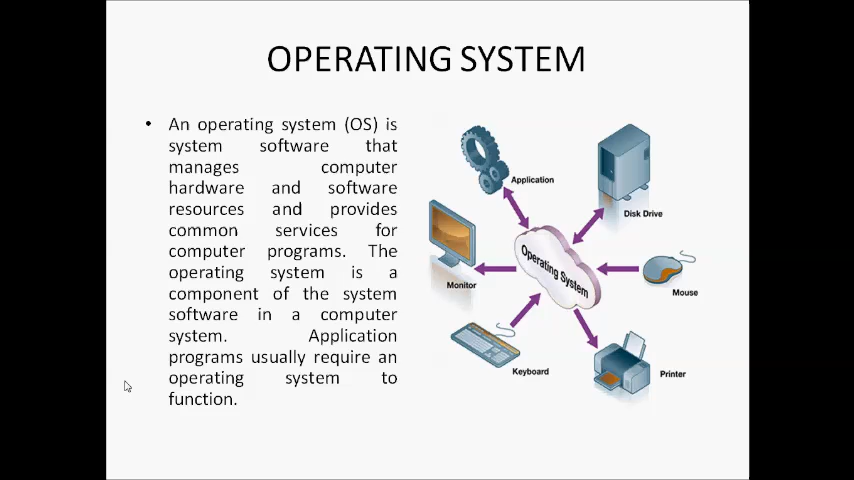 OPERATING SYSTEM
• An operating system (OS) is
system software that
manages computer
hardware and software
resources and provides
common services for
computer programs. The
operating system is a
component of the system
software in a computer
system. Application
programs usually require an
operating system to
function.
Application
Disk Drive
Operating System
Monitor
Mouse
Keyboard
Printer